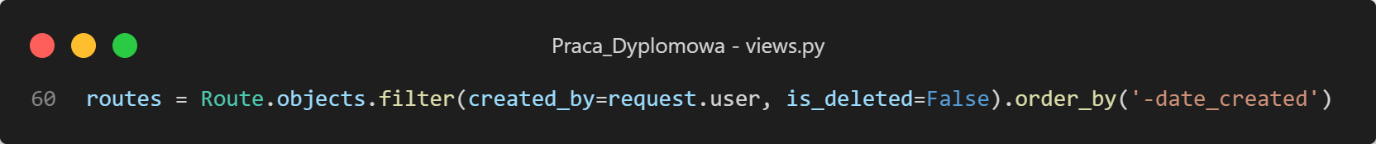 Praca_Dyplomowa - views.py
60 routes = Route.objects.filter(created_by=request.user, is_deleted=False).order_by('-date_created')